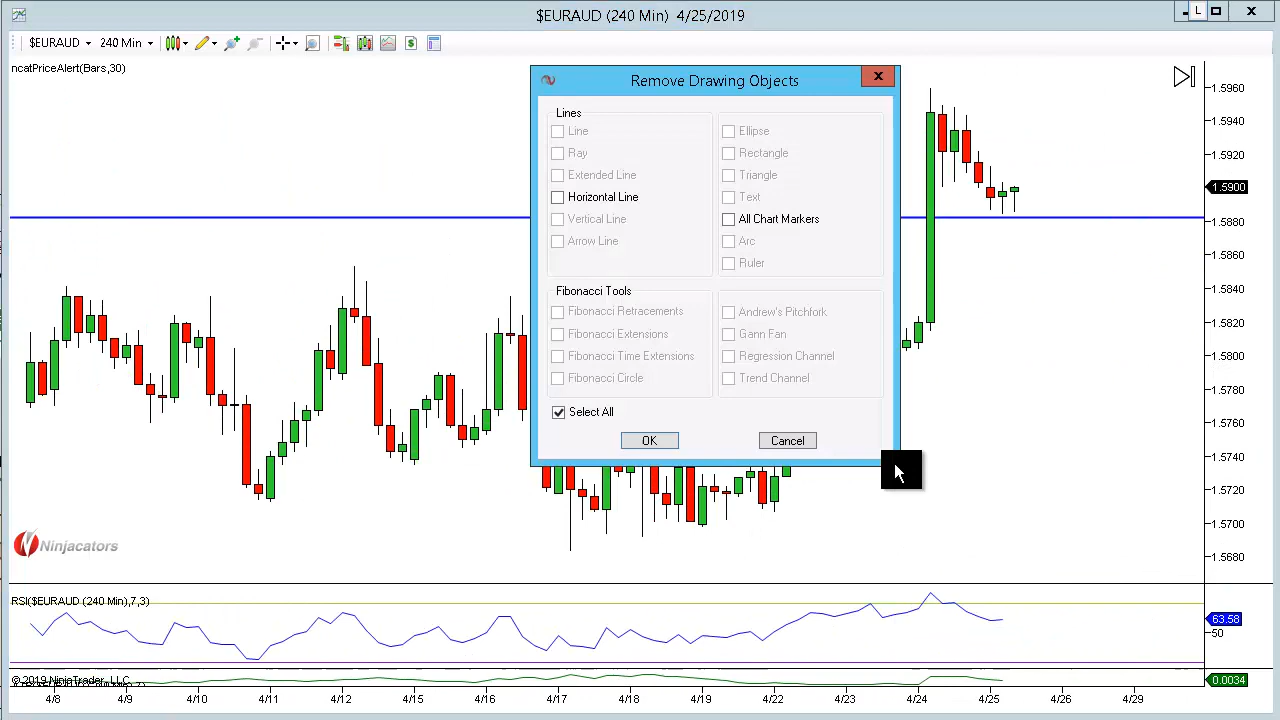 $EURAUD (240 Min) 4/25/2019
L
$EURAUD
240 Min
ncatPriceAlert(Bars,30)
Remove Drawing Objects
Lines
Line
Ray
Extended Line
Horizontal Line
Vertical Line
Arrow Line
Ellipse
Rectangle
Triangle
Text
All Chart Markers
Arc
Ruler
Fibonacci Tools
Fibonacci Retracements
Fibonacci Extensions
Fibonacci Time Extensions
Fibonacci Circle
Andrew's Pitchfork
Gann Fan
Regression Channel
Trend Channel
Select All
OK
Cancel
1.5960
1.5940
1.5920
1.5900
1.5880
1.5860
1.5840
1.5820
1.5800
1.5780
1.5760
1.5740
1.5720
1.5700
1.5680
Ninjacators
RSI($EURAUD (240 Min),7,3)
63.58
50
© 2019 NinjaTrader, LLC
0.0034
4/8 4/9 4/10 4/11 4/12 4/15 4/16 4/17 4/18 4/19 4/22 4/23 4/24 4/25 4/26 4/29